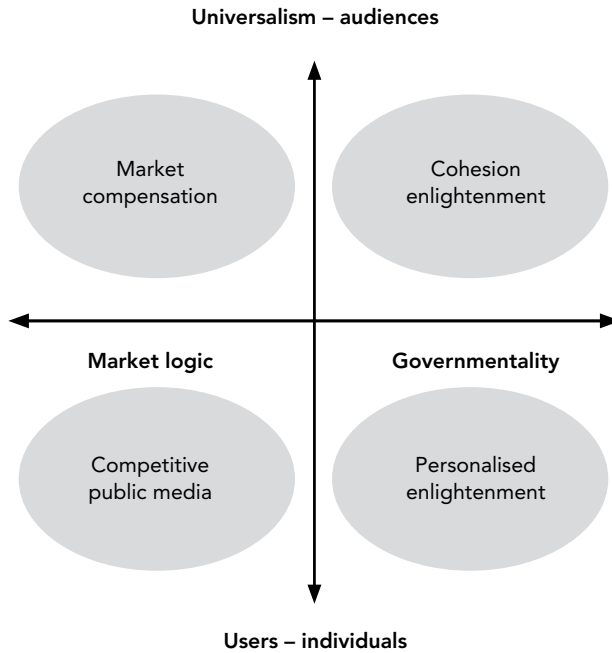 Universalism – audiences
Market
compensation
Cohesion
enlightenment
Market logic
Governmentality
Competitive
public media
Personalised
enlightenment
Users – individuals